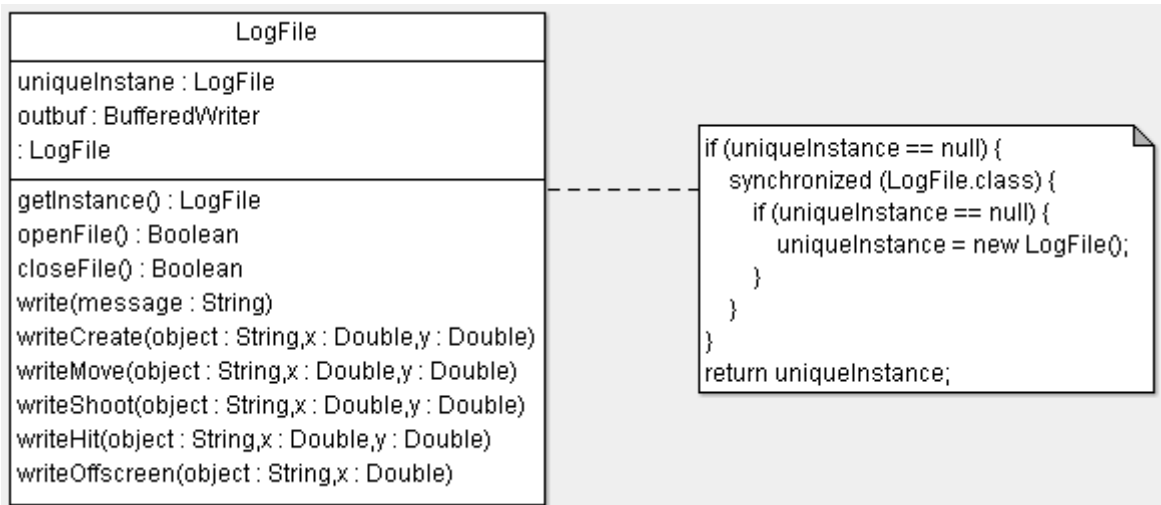 LogFile
uniqueInstane : LogFile
outbuf : BufferedWriter
: LogFile
getInstance() : LogFile
openFile() : Boolean
closeFile() : Boolean
write(message : String)
writeCreate(object : String,x : Double,y : Double)
writeMove(object : String,x : Double,y : Double)
writeShoot(object : String,x : Double,y : Double)
writeHit(object : String,x : Double,y : Double)
writeOffscreen(object : String,x : Double)
if (uniqueInstance == null) {
synchronized (LogFile.class) {
if (uniqueInstance == null) {
uniqueInstance = new LogFile();
}
}
}
return uniqueInstance;